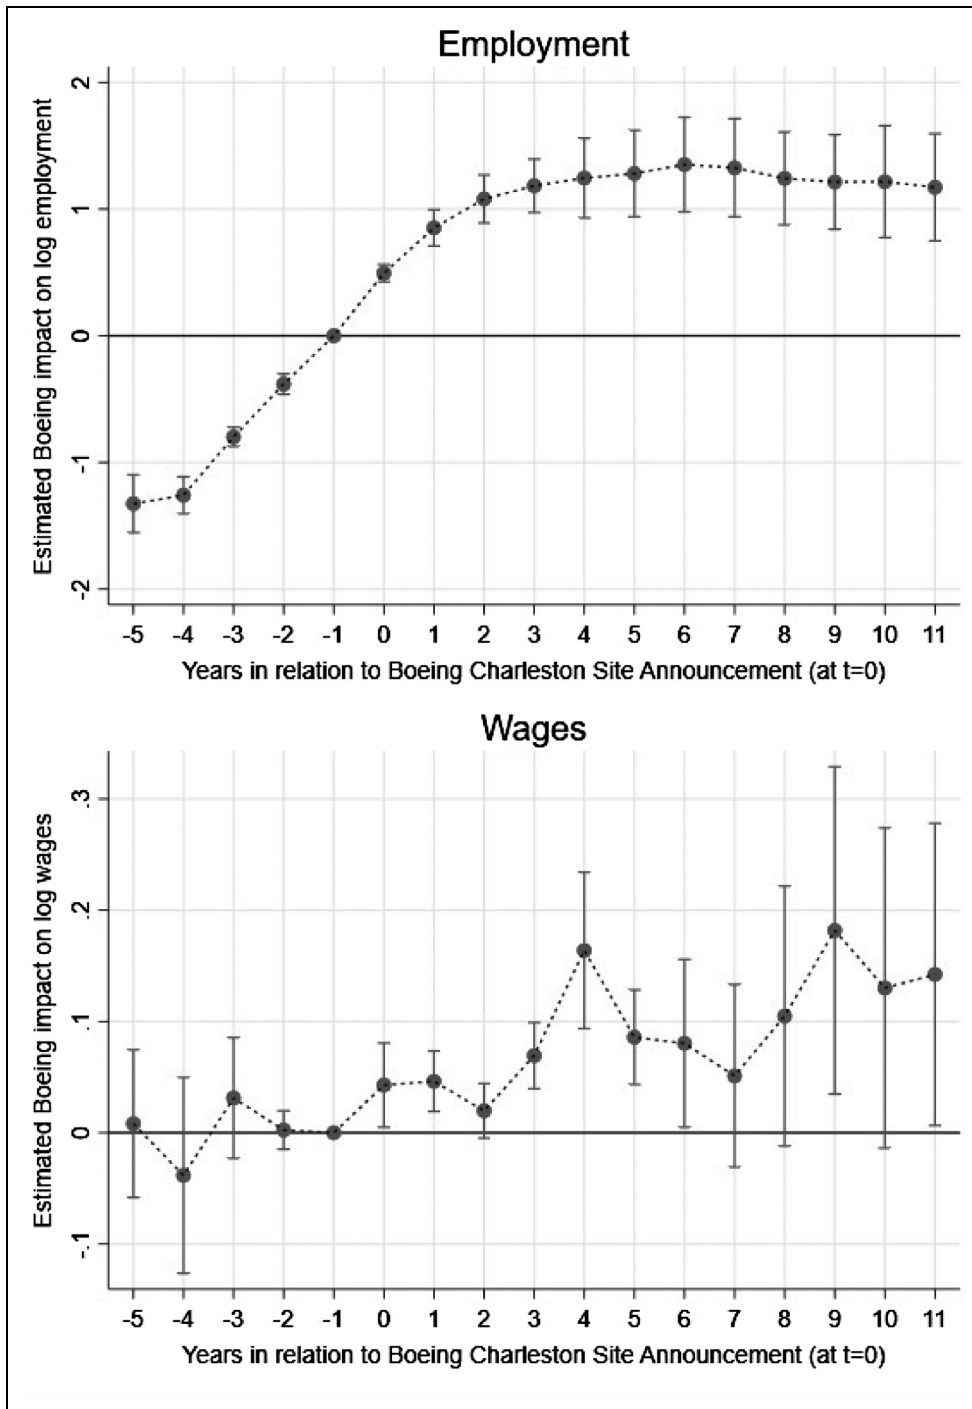 Employment
Estimated Boeing impact on log employment
2
1
0
-1
-2
-5 -4 -3 -2 -1 0 1 2 3 4 5 6 7 8 9 10 11
Years in relation to Boeing Charleston Site Announcement (at t=0)
Wages
Estimated Boeing impact on log wages
.3
.2
.1
0
-.1
-5 -4 -3 -2 -1 0 1 2 3 4 5 6 7 8 9 10 11
Years in relation to Boeing Charleston Site Announcement (at t=0)